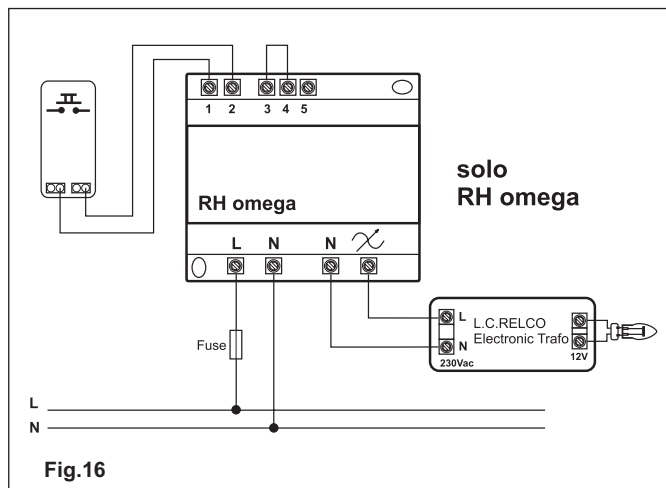 1 2 3 4 5
solo
RH omega
RH omega
L N N
L
N
L.C.RELCO
Electronic Trafo
230Vac
12V
Fuse
L
N
Fig.16